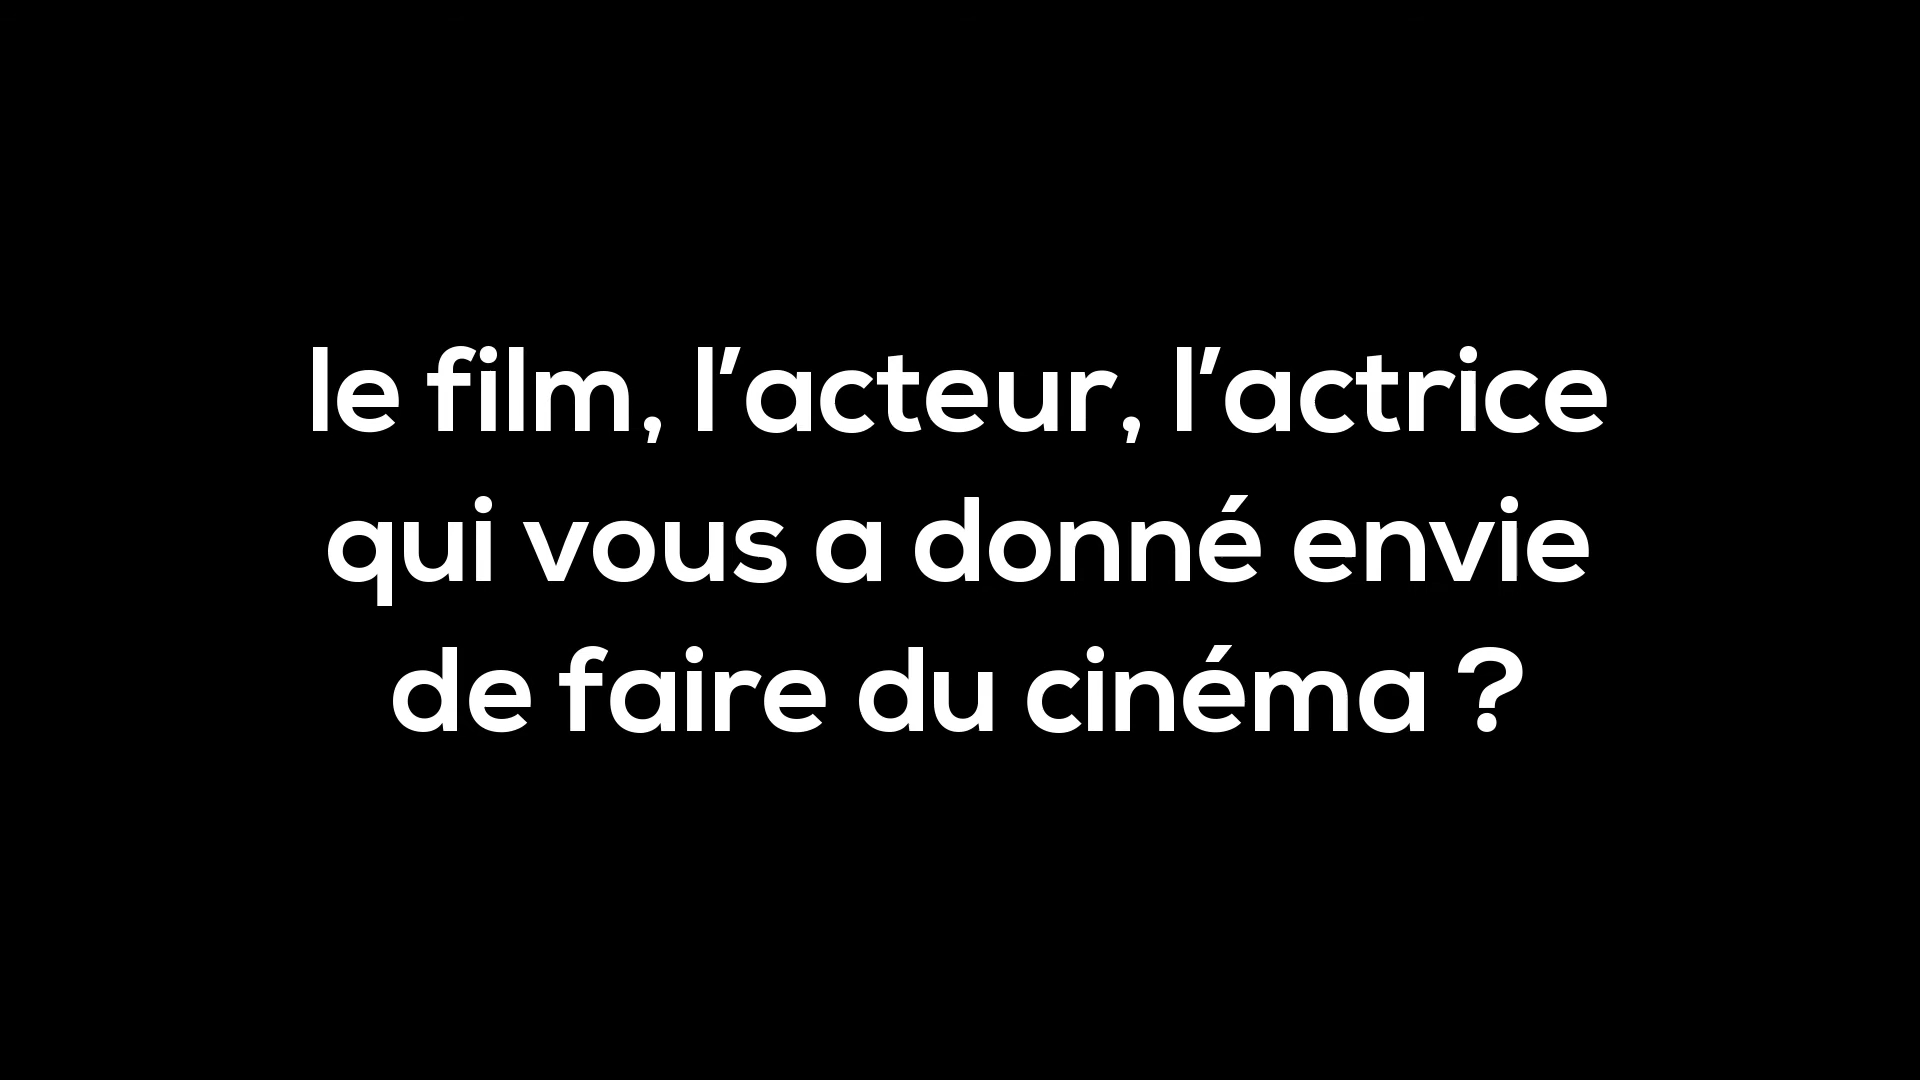 le film, l’acteur, l’actrice
qui vous a donné envie
de faire du cinéma ?